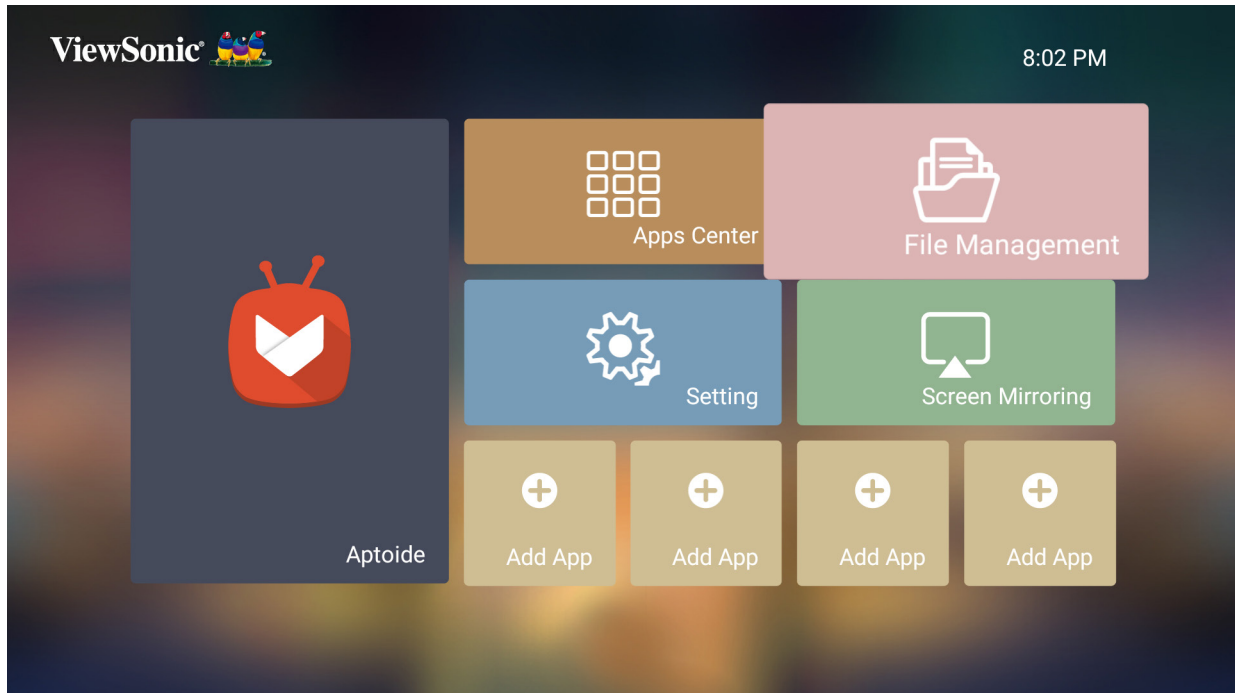 ViewSonic®
8:02 PM
Apps Center
File Management
Setting
Screen Mirroring
Aptoide
Add App
Add App
Add App
Add App